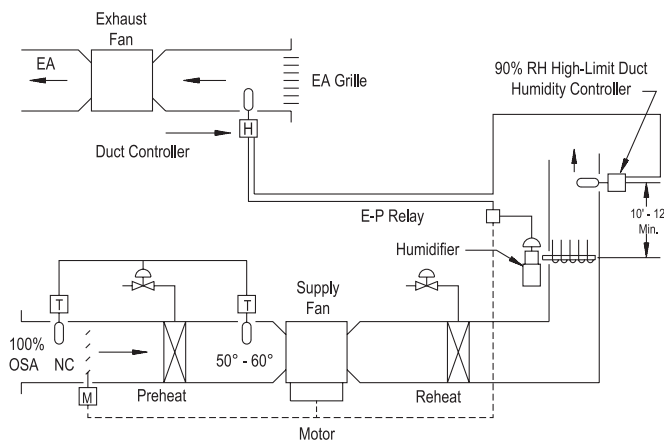 Exhaust
Fan
EA
EA Grille
90% RH High-Limit Duct
Humidity Controller
H
Duct Controller
E-P Relay
10' - 12'
Min.
Humidifier
Supply
Fan
T
T
100%
OSA
NC
50° - 60°
Preheat
Reheat
M
Motor